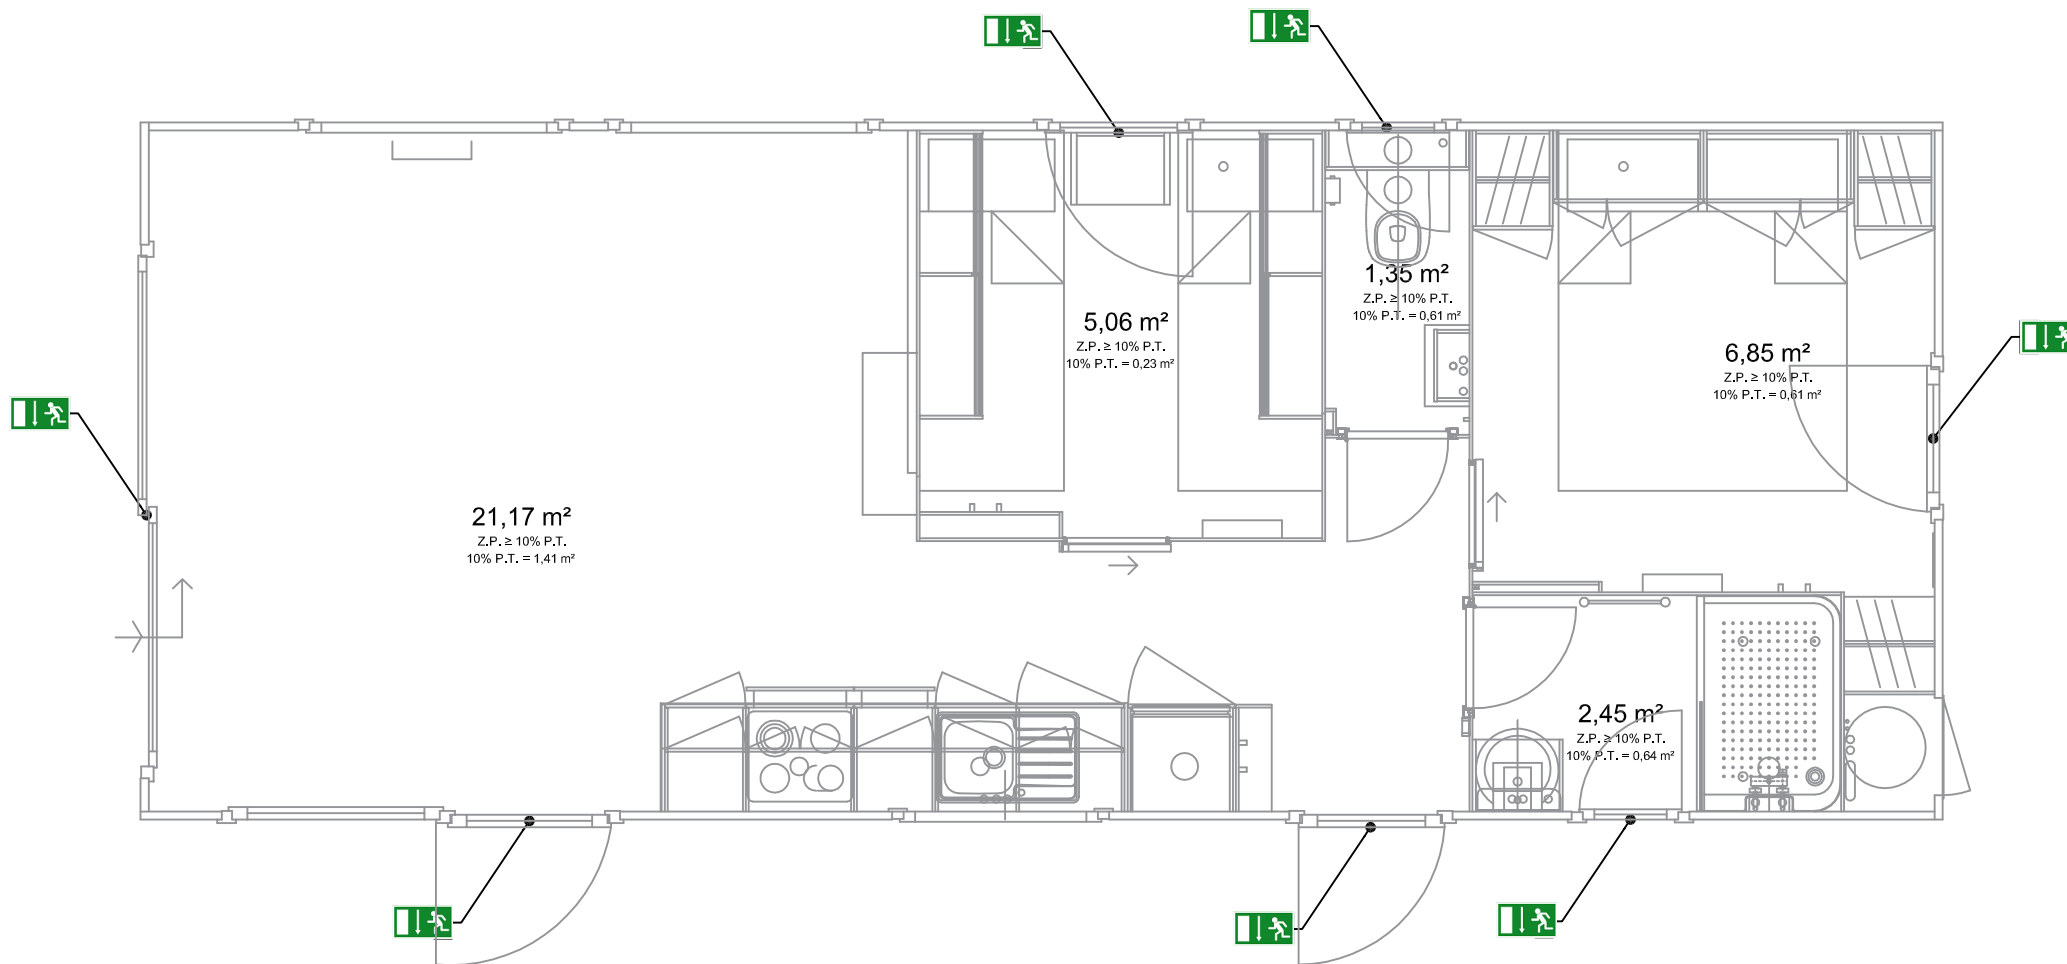 1,35 m²
Z.P. ≥ 10% P.T.
10% P.T. = 0,61 m²
5,06 m²
Z.P. ≥ 10% P.T.
10% P.T. = 0,23 m²
6,85 m²
Z.P. ≥ 10% P.T.
10% P.T. = 0,61 m²
21,17 m²
Z.P. ≥ 10% P.T.
10% P.T. = 1,41 m²
2,45 m²
Z.P. ≥ 10% P.T.
10% P.T. = 0,64 m²